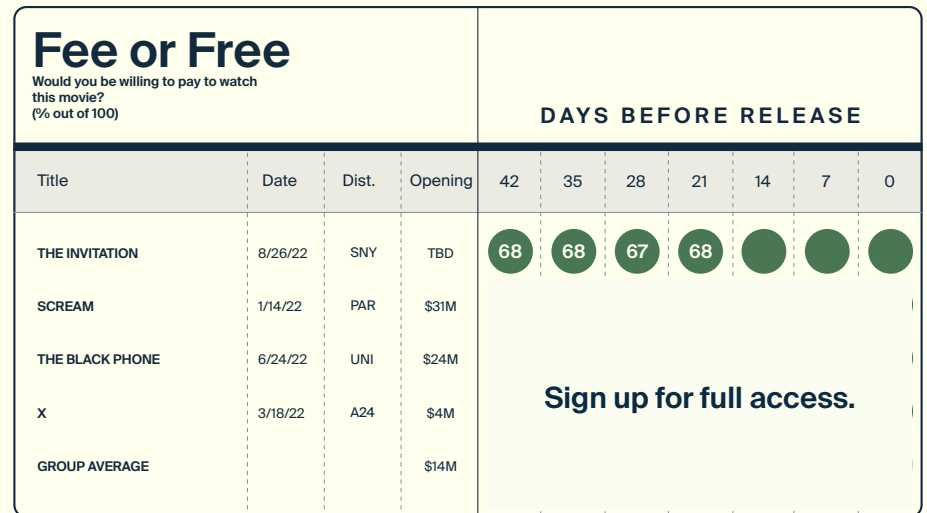 Fee or Free
Would you be willing to pay to watch
this movie?
(% out of 100)
DAYS BEFORE RELEASE
Title Date Dist. Opening 42 35 28 21 14 7 0
THE INVITATION 8/26/22 SNY TBD 68 68 67 68
SCREAM 1/14/22 PAR $31M
THE BLACK PHONE 6/24/22 UNI $24M
Sign up for full access.
X 3/18/22 A24 $4M
GROUP AVERAGE $14M